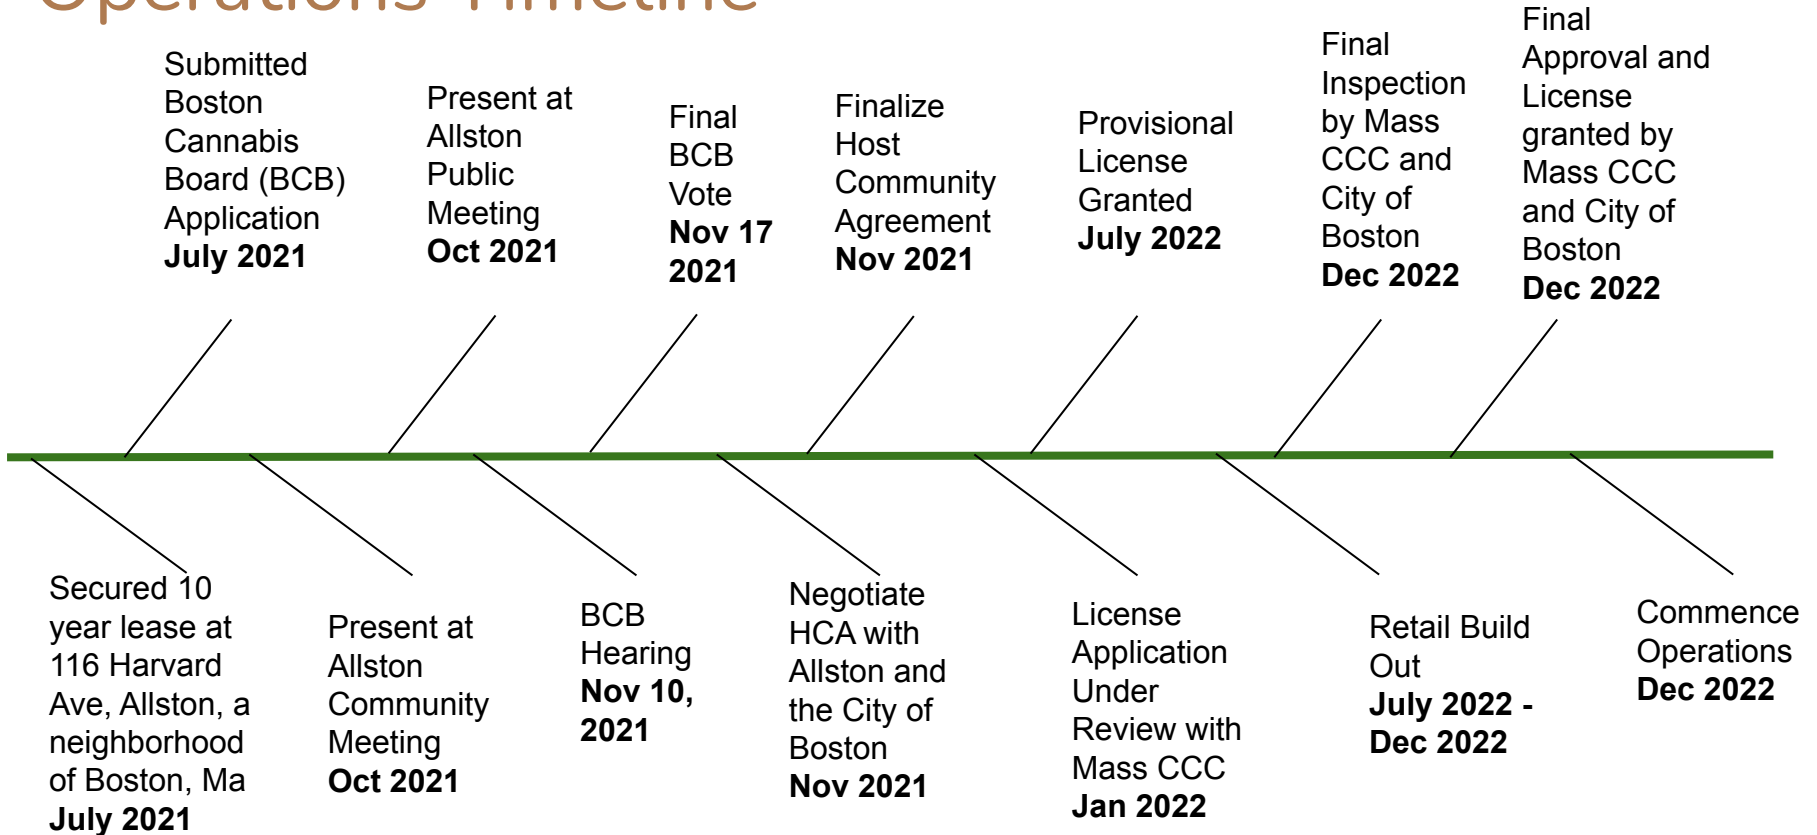 Operations Timeline
Submitted
Boston
Cannabis
Board (BCB)
Application
July 2021
Present at
Allston
Public
Meeting
Oct 2021
Final
BCB
Vote
Nov 17
2021
Finalize
Host
Community
Agreement
Nov 2021
Provisional
License
Granted
July 2022
Final
Inspection
by Mass
CCC and
City of
Boston
Dec 2022
Final
Approval and
License
granted by
Mass CCC
and City of
Boston
Dec 2022
Secured 10
year lease at
116 Harvard
Ave, Allston, a
neighborhood
of Boston, Ma
July 2021
Present at
Allston
Community
Meeting
Oct 2021
BCB
Hearing
Nov 10,
2021
Negotiate
HCA with
Allston and
the City of
Boston
Nov 2021
License
Application
Under
Review with
Mass CCC
Jan 2022
Retail Build
Out
July 2022 -
Dec 2022
Commence
Operations
Dec 2022